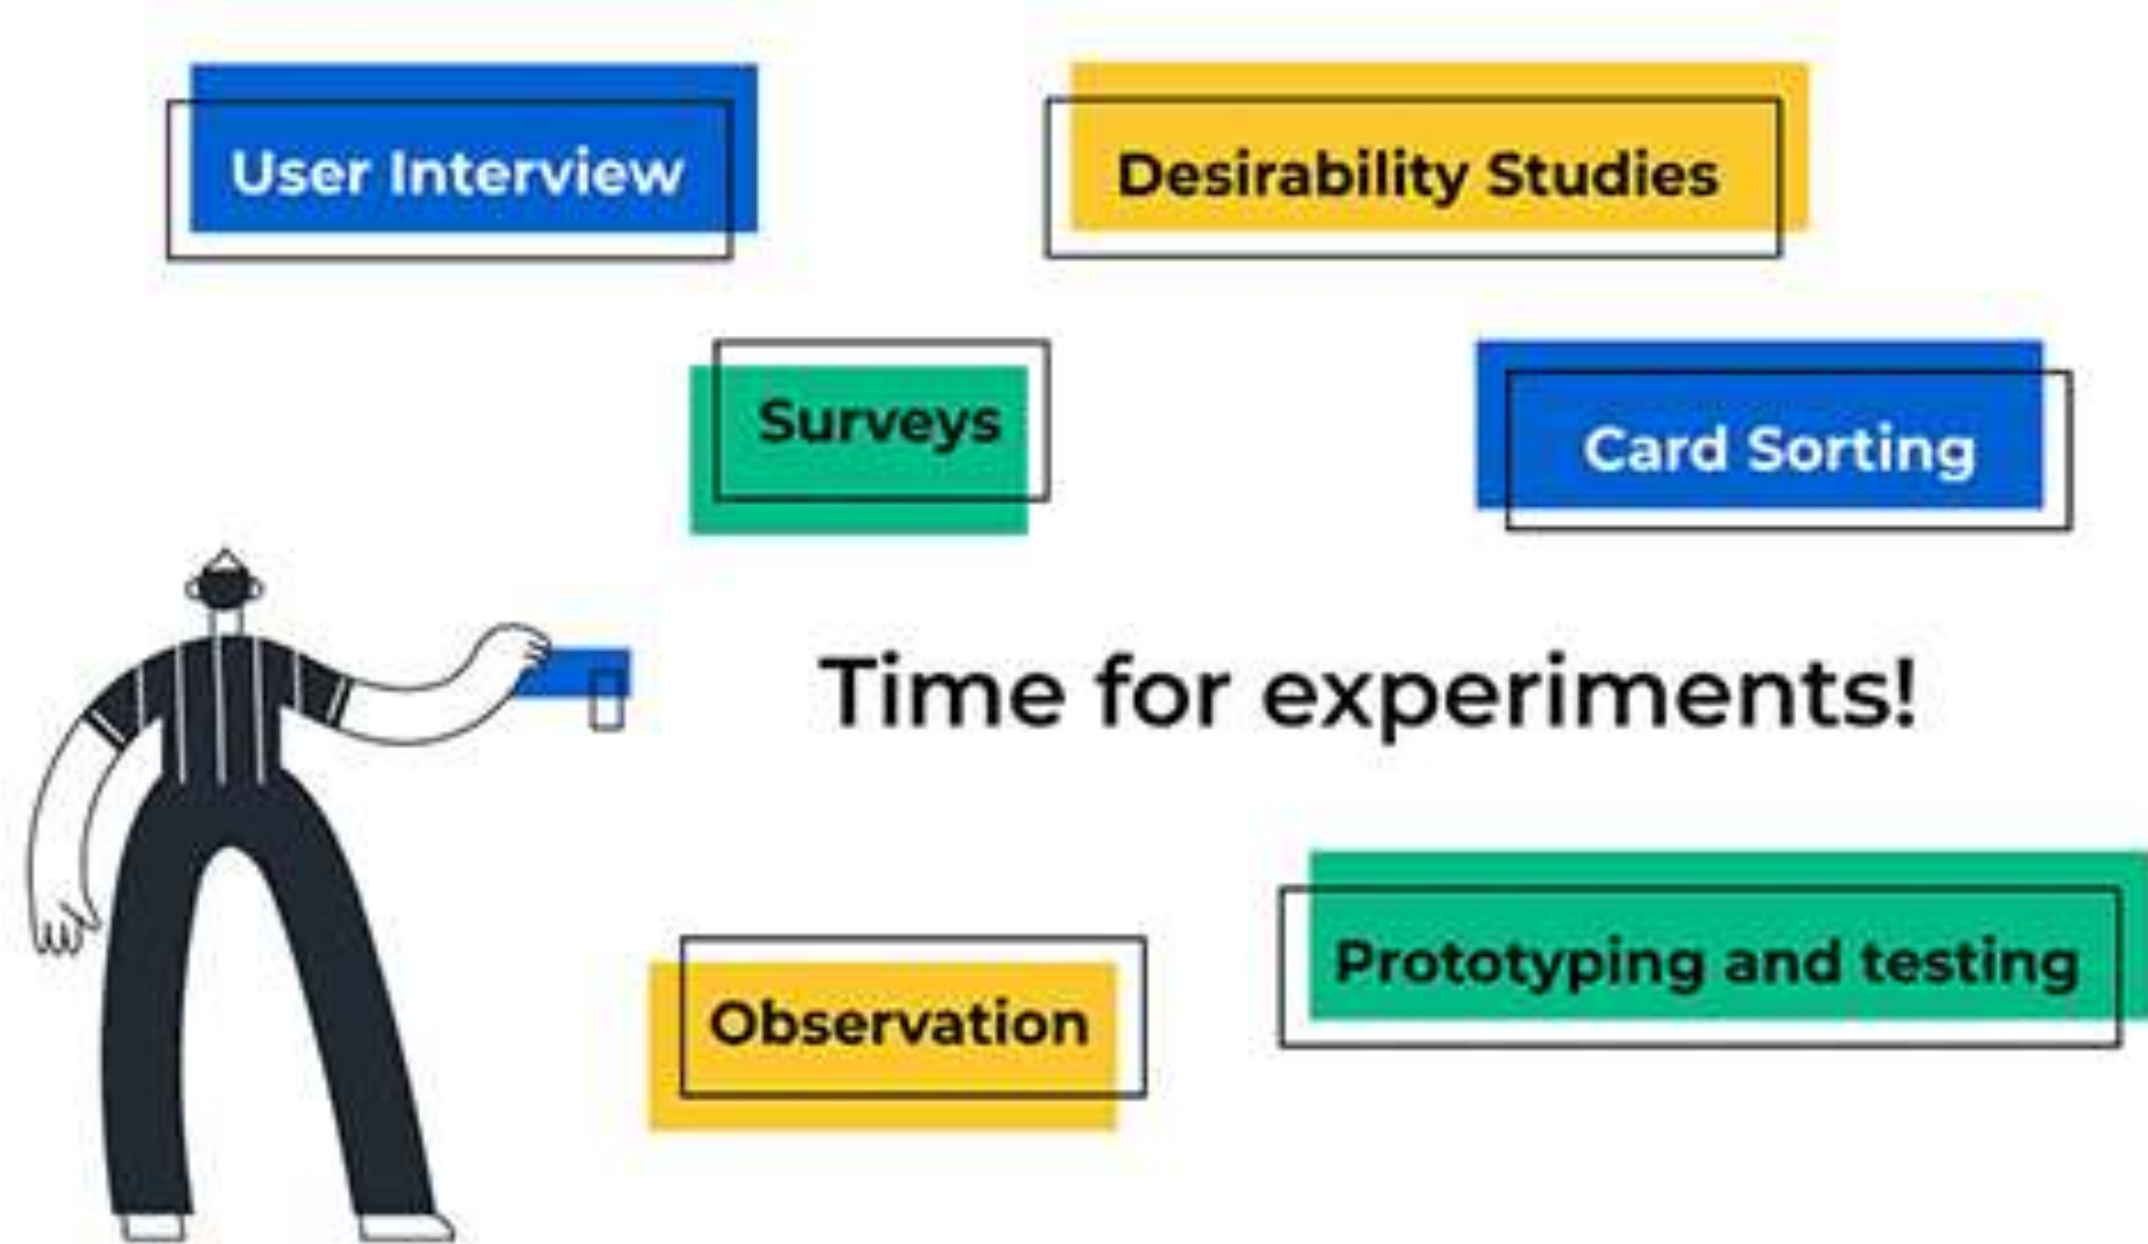 User Interview
Desirability Studies
Surveys
Card Sorting
Time for experiments!
Prototyping and testing
Observation